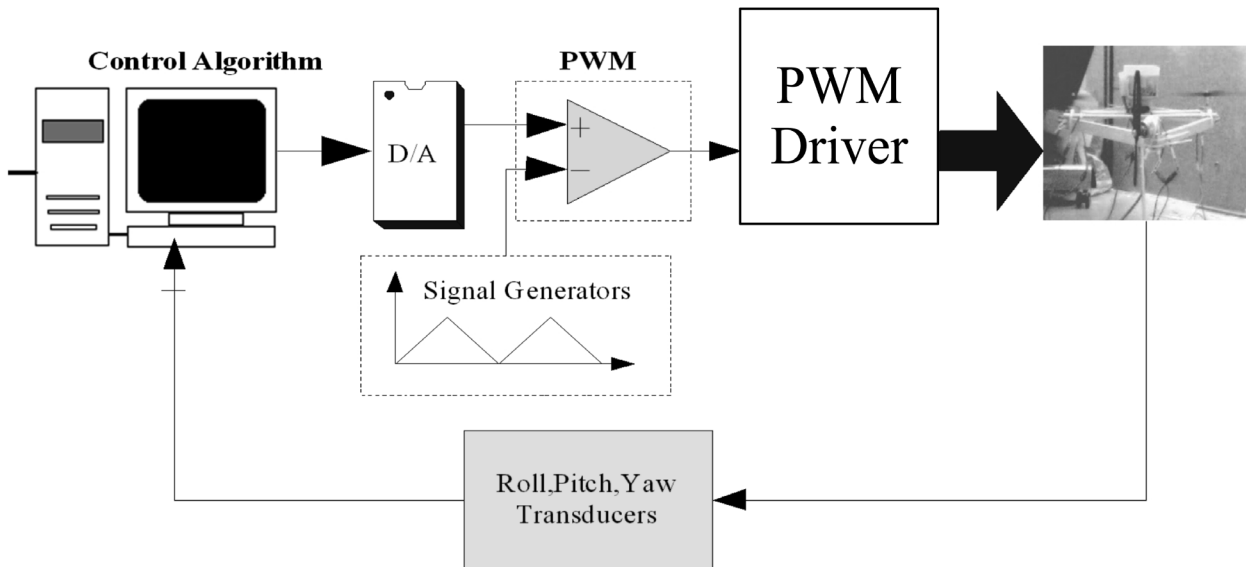 Control Algorithm
PWM
PWM
Driver
D/A
+
−
Signal Generators
Roll,Pitch,Yaw
Transducers